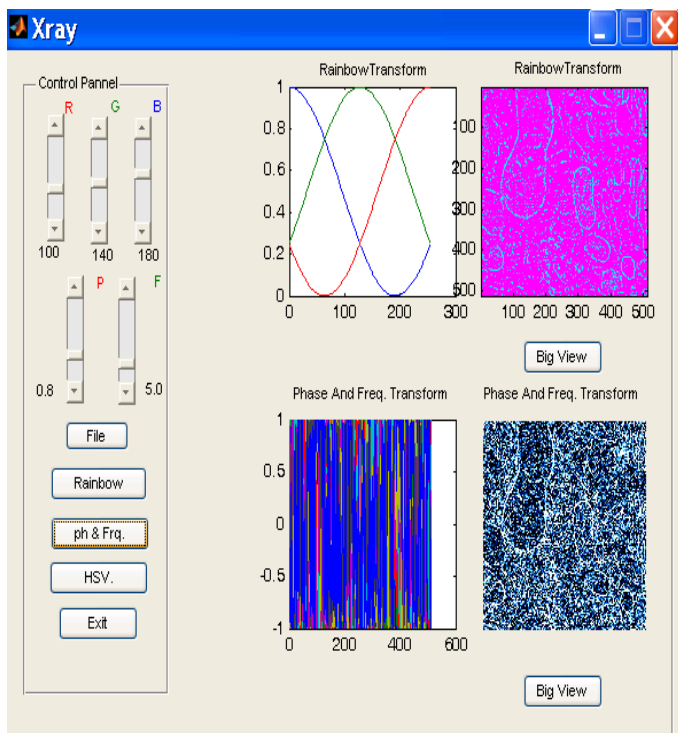 Xray
Control Pannel
R G B
100 140 180
P F
0.8 5.0
File
Rainbow
ph & Frq.
HSV.
Exit
RainbowTransform
1
0.8
0.6
0.4
0.2
0
0 100 200 300
RainbowTransform
100
200
300
400
500
100 200 300 400 500
Big View
Phase And Freq. Transform
1
0.5
0
-0.5
-1
0 200 400 600
Phase And Freq. Transform
Big View